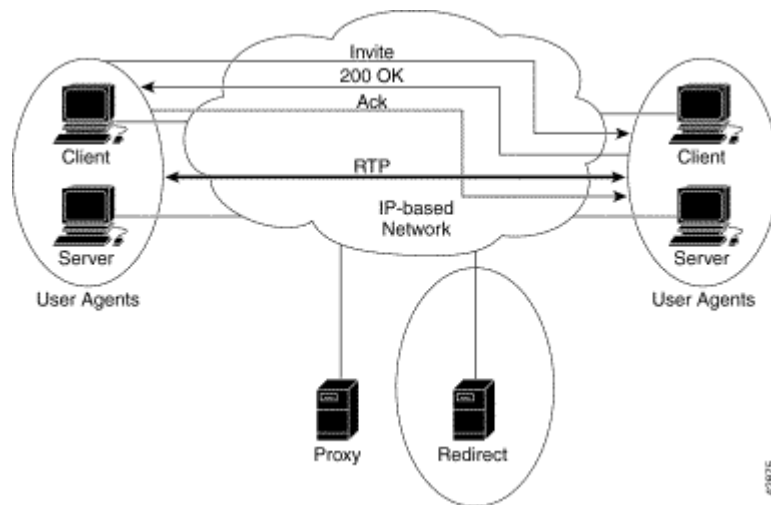 Invite
200 OK
Ack
Client
Client
RTP
IP-based
Network
Server
Server
User Agents
User Agents
Proxy
Redirect